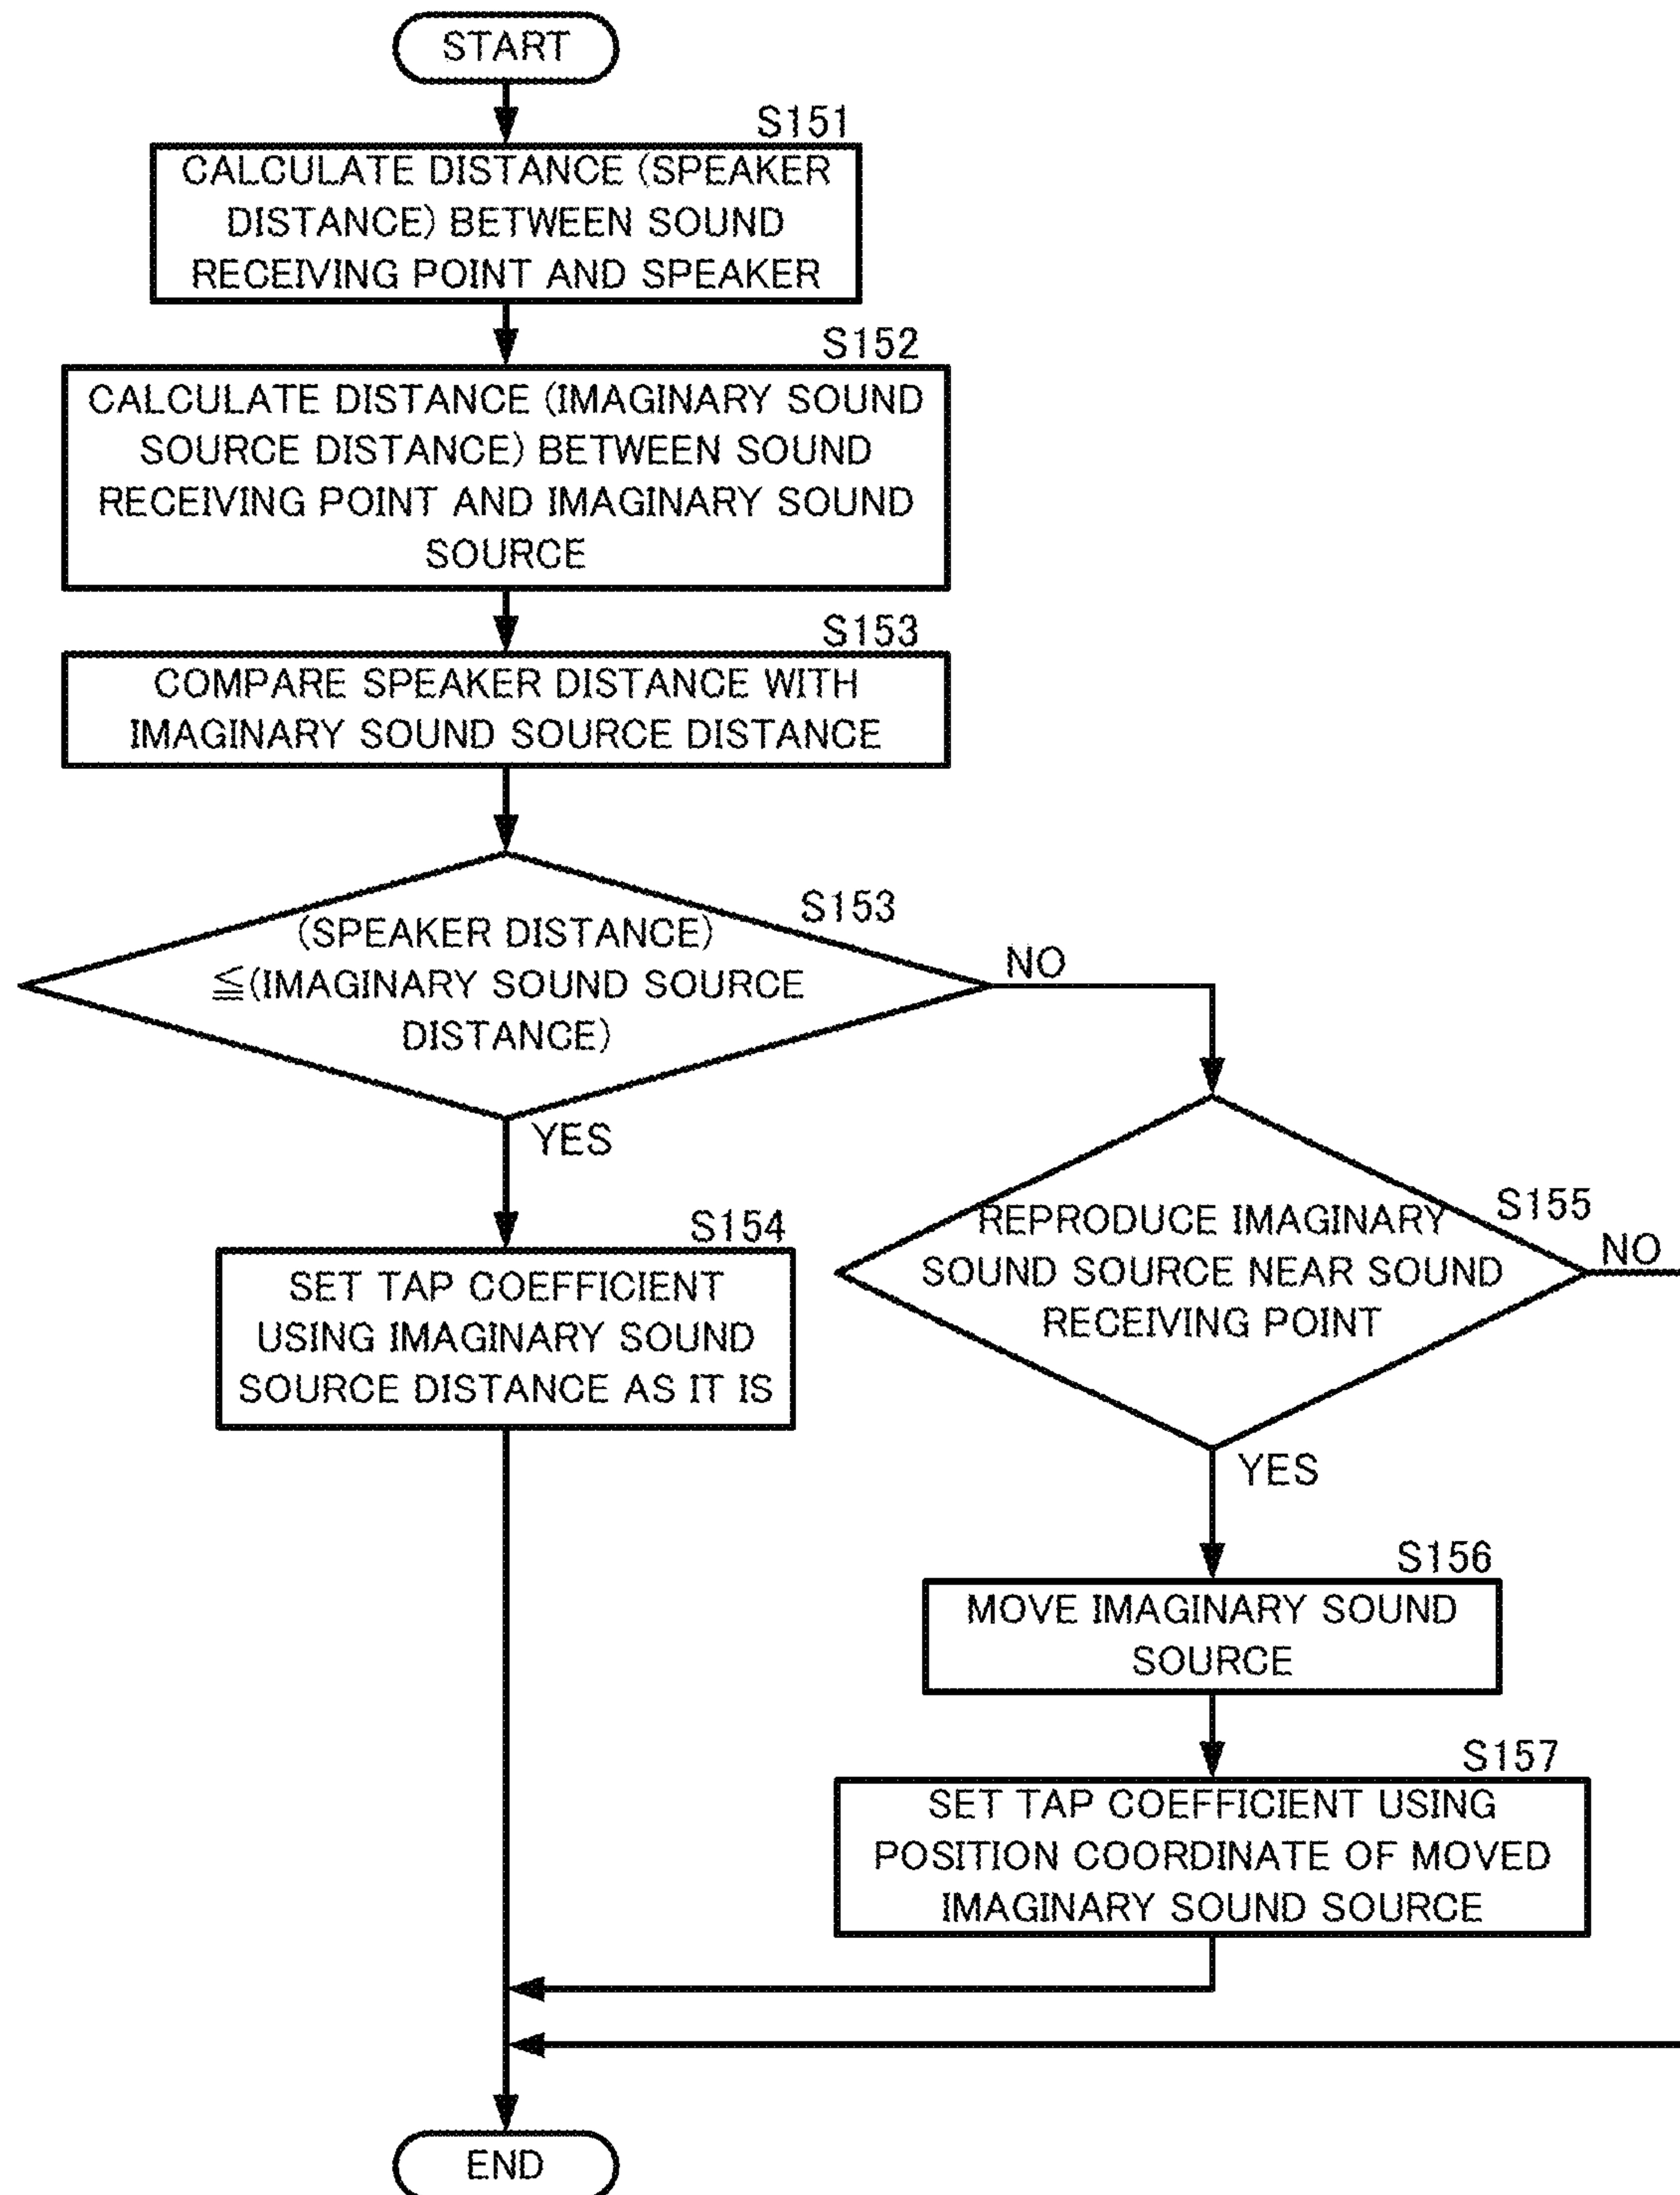 START
S151
CALCULATE DISTANCE (SPEAKER
DISTANCE) BETWEEN SOUND
RECEIVING POINT AND SPEAKER
S152
CALCULATE DISTANCE (IMAGINARY SOUND
SOURCE DISTANCE) BETWEEN SOUND
RECEIVING POINT AND IMAGINARY SOUND
SOURCE
S153
COMPARE SPEAKER DISTANCE WITH
IMAGINARY SOUND SOURCE DISTANCE
S153
(SPEAKER DISTANCE)
≦(IMAGINARY SOUND SOURCE
DISTANCE)
NO
YES
S154
SET TAP COEFFICIENT
USING IMAGINARY SOUND
SOURCE DISTANCE AS IT IS
S155
REPRODUCE IMAGINARY
SOUND SOURCE NEAR SOUND
RECEIVING POINT
NO
YES
S156
MOVE IMAGINARY SOUND
SOURCE
S157
SET TAP COEFFICIENT USING
POSITION COORDINATE OF MOVED
IMAGINARY SOUND SOURCE
END